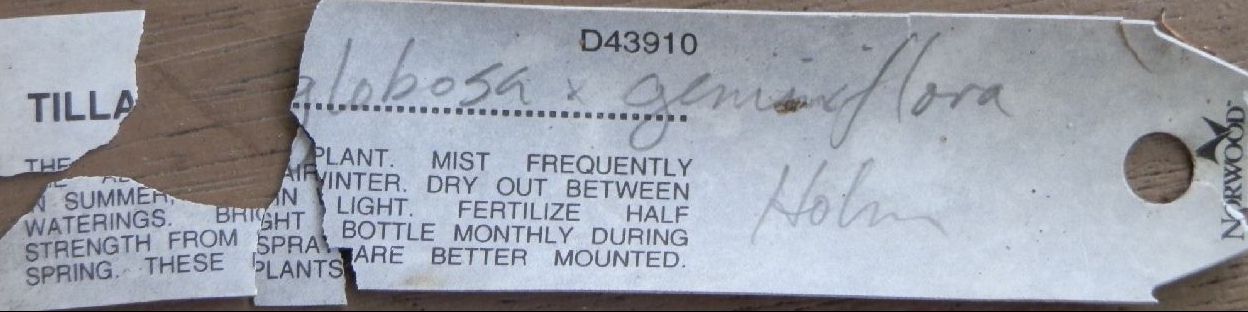 D43910
TILLA globosa x geminiflora
THE PLANT. MIST FREQUENTLY
N SUMMER, WINTER. DRY OUT BETWEEN
WATERINGS. BRIGHT LIGHT. FERTILIZE HALF
STRENGTH FROM SPRAY BOTTLE MONTHLY DURING
SPRING. THESE PLANTS ARE BETTER MOUNTED.
Holm
NORWOOD